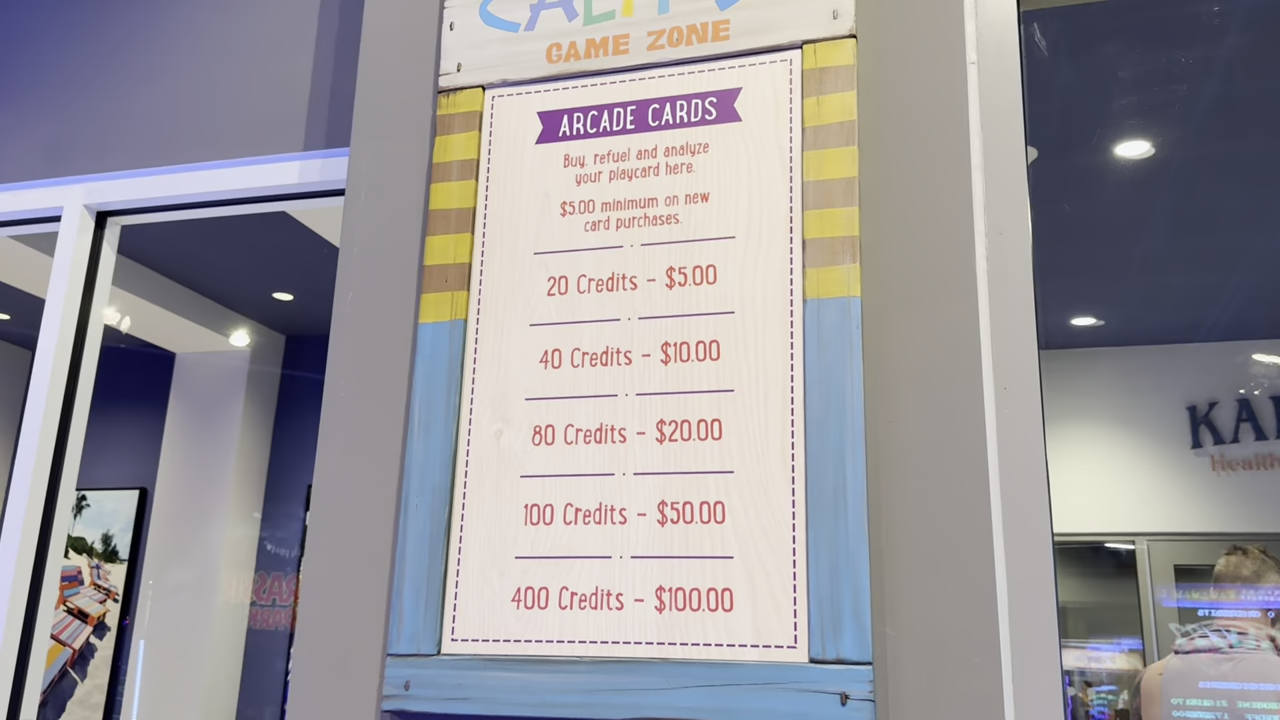 GAME ZONE
ARCADE CARDS
Buy, refuel and analyze
your playcard here.
$5.00 minimum on new
card purchases.
20 Credits - $5.00
40 Credits - $10.00
80 Credits - $20.00
100 Credits - $50.00
400 Credits - $100.00